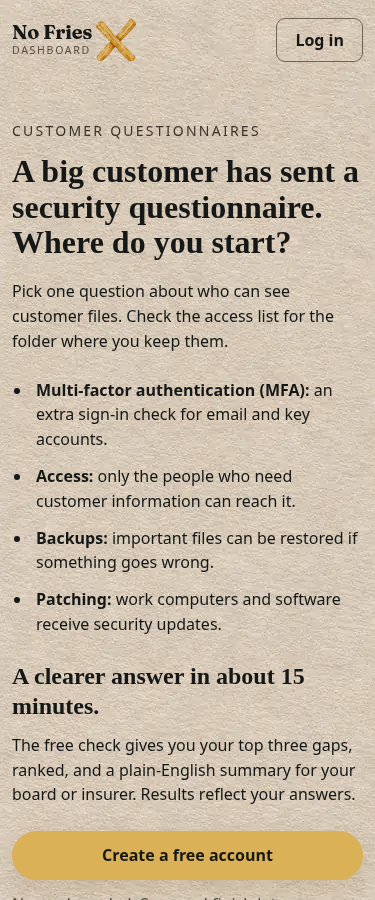 No Fries
DASHBOARD
Log in
CUSTOMER QUESTIONNAIRES
A big customer has sent a
security questionnaire.
Where do you start?
Pick one question about who can see
customer files. Check the access list for the
folder where you keep them.
• Multi-factor authentication (MFA): an
extra sign-in check for email and key
accounts.
• Access: only the people who need
customer information can reach it.
• Backups: important files can be restored if
something goes wrong.
• Patching: work computers and software
receive security updates.
A clearer answer in about 15
minutes.
The free check gives you your top three gaps,
ranked, and a plain-English summary for your
board or insurer. Results reflect your answers.
Create a free account